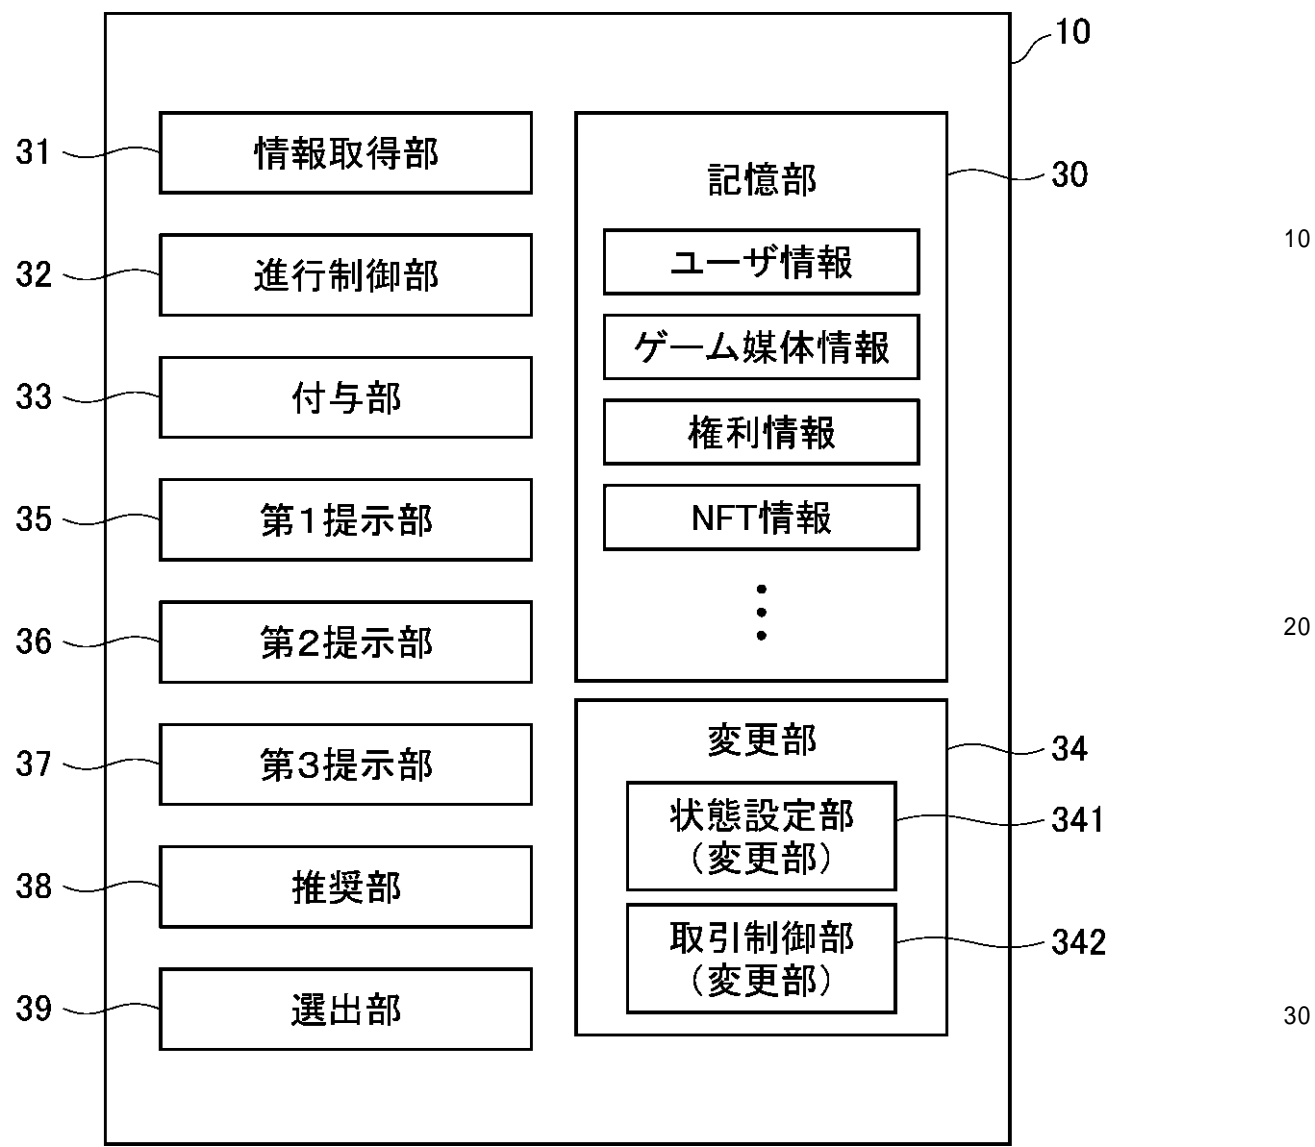 10
31
情報取得部
32
進行制御部
33
付与部
35
第1提示部
36
第2提示部
37
第3提示部
38
推奨部
39
選出部
記憶部
30
ユーザ情報
ゲーム媒体情報
権利情報
NFT情報
変更部
34
状態設定部
（変更部）
341
取引制御部
（変更部）
342
10
20
30